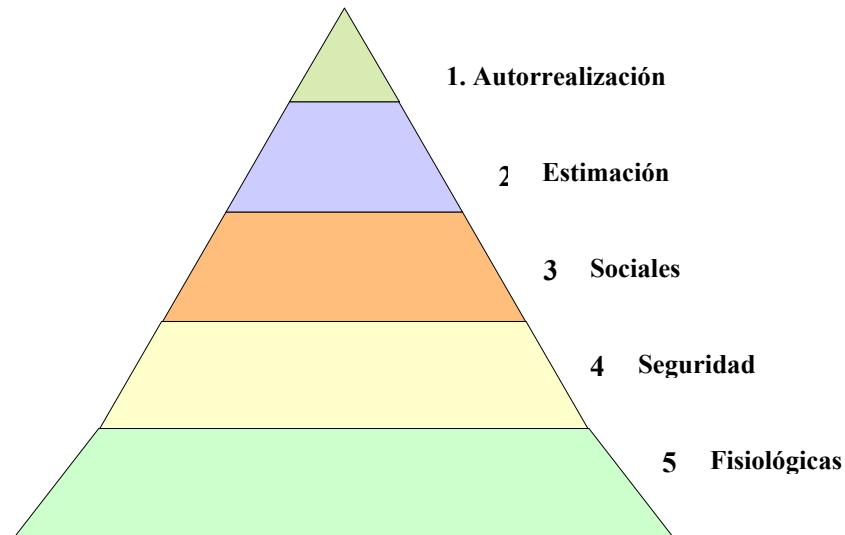 1. Autorrealización
2 Estimación
3 Sociales
4 Seguridad
5 Fisiológicas